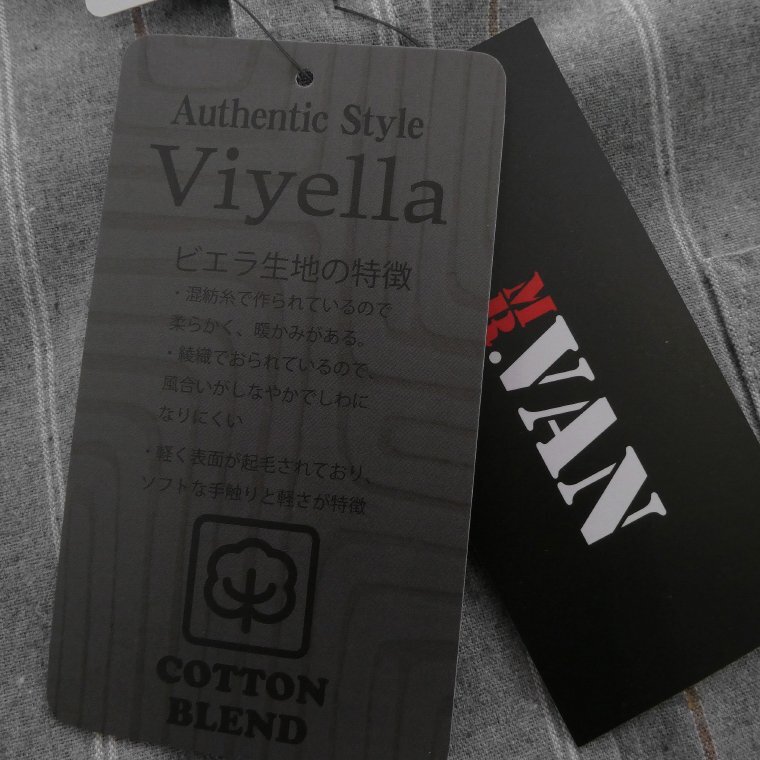 Authentic Style
Viyella
ビエラ生地の特徴
・混紡糸で作られているので
柔らかく、暖かみがある。
・綾織でおられているので、
風合いがしなやかでしわに
なりにくい
・軽く表面が起毛されており、
ソフトな手触りと軽さが特徴
COTTON
BLEND
MR.VAN